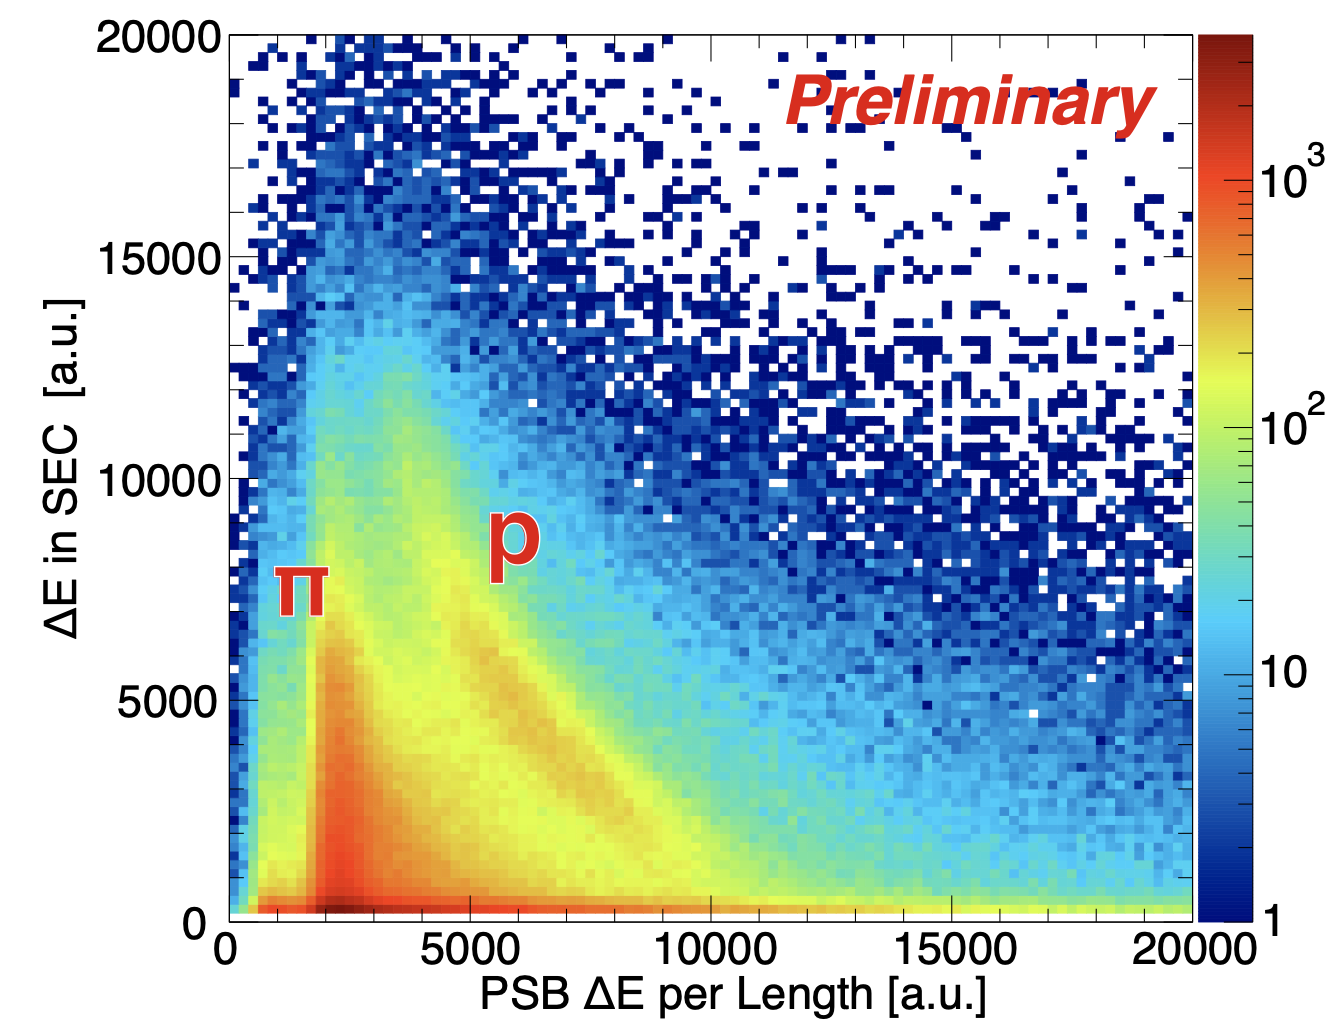 20000
Preliminary
10³
15000
ΔE in SEC [a.u.]
10²
10000
p
π
10
5000
0
1
0 5000 10000 15000 20000
PSB ΔE per Length [a.u.]